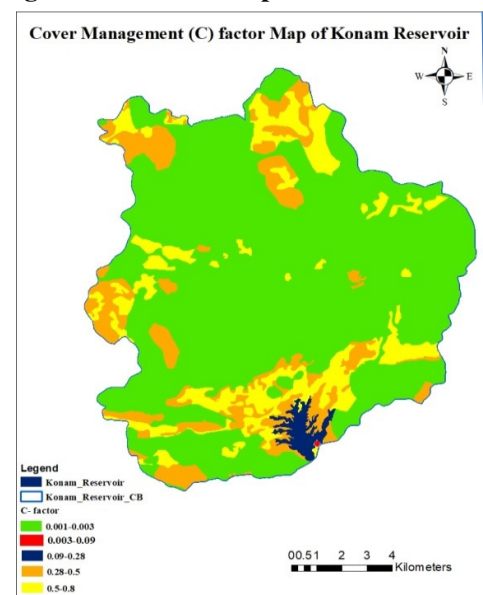 Cover Management (C) factor Map of Konam Reservoir
N
W E
S
Legend
Konam_Reservoir
Konam_Reservoir_CB
C- factor
0.001-0.003
0.003-0.09
0.09-0.28
0.28-0.5
0.5-0.8
00.51 2 3 4
Kilometers